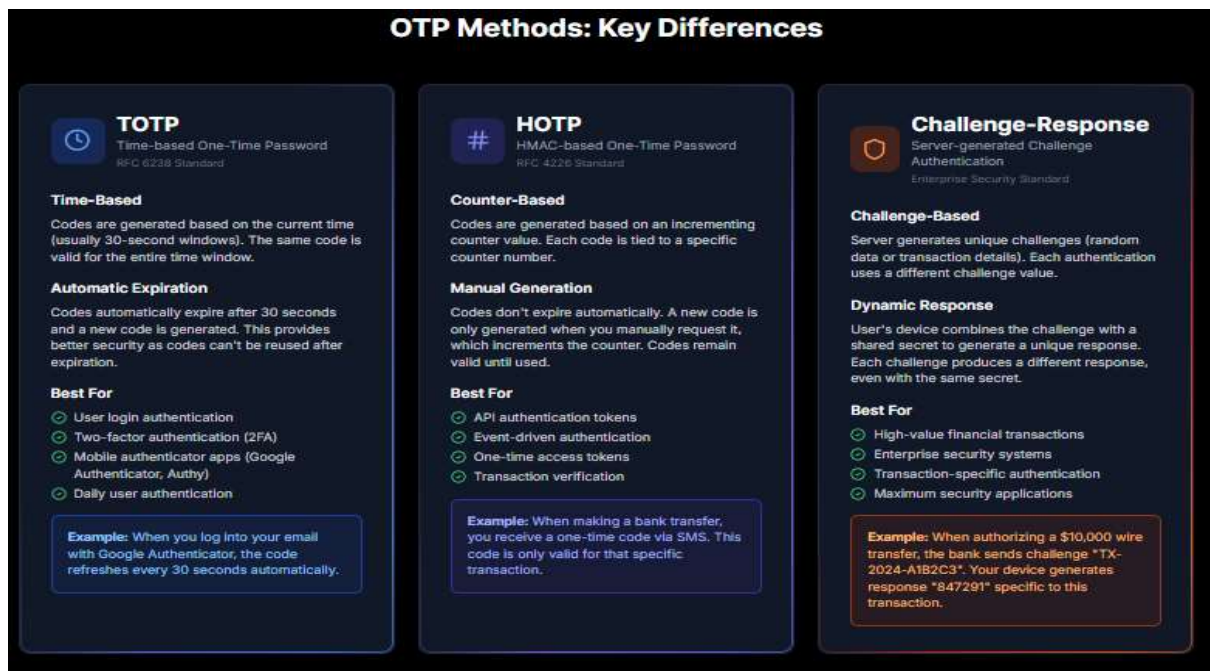 OTP Methods: Key Differences
TOTP
Time-based One-Time Password
RFC 6238 Standard
Time-Based
Codes are generated based on the current time
(usually 30-second windows). The same code is
valid for the entire time window.
Automatic Expiration
Codes automatically expire after 30 seconds
and a new code is generated. This provides
better security as codes can't be reused after
expiration.
Best For
User login authentication
Two-factor authentication (2FA)
Mobile authenticator apps (Google
Authenticator, Authy)
Daily user authentication
Example: When you log into your email
with Google Authenticator, the code
refreshes every 30 seconds automatically.
HOTP
HMAC-based One-Time Password
RFC 4226 Standard
Counter-Based
Codes are generated based on an incrementing
counter value. Each code is tied to a specific
counter number.
Manual Generation
Codes don't expire automatically. A new code is
only generated when you manually request it,
which increments the counter. Codes remain
valid until used.
Best For
API authentication tokens
Event-driven authentication
One-time access tokens
Transaction verification
Example: When making a bank transfer,
you receive a one-time code via SMS. This
code is only valid for that specific
transaction.
Challenge-Response
Server-generated Challenge
Authentication
Enterprise Security Standard
Challenge-Based
Server generates unique challenges (random
data or transaction details). Each authentication
uses a different challenge value.
Dynamic Response
User's device combines the challenge with a
shared secret to generate a unique response.
Each challenge produces a different response,
even with the same secret.
Best For
High-value financial transactions
Enterprise security systems
Transaction-specific authentication
Maximum security applications
Example: When authorizing a $10,000 wire
transfer, the bank sends challenge "TX-
2024-A1B2C3". Your device generates
response "847291" specific to this
transaction.